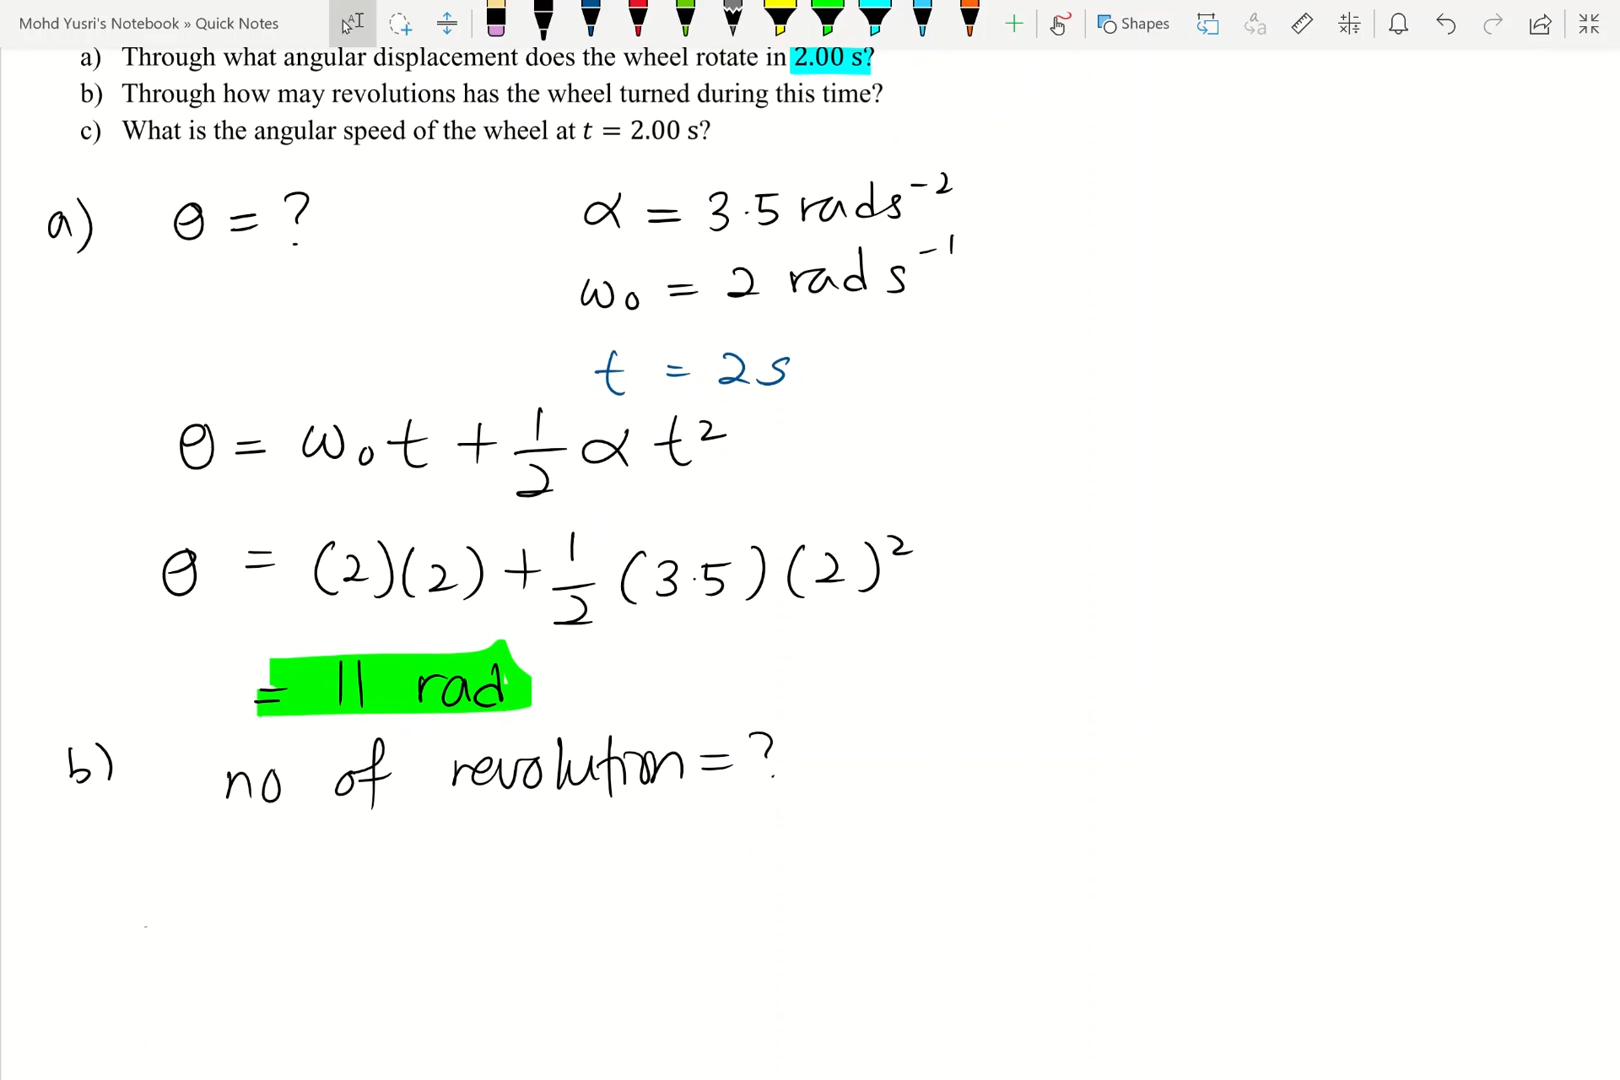 Mohd Yusri's Notebook » Quick Notes
Shapes
a) Through what angular displacement does the wheel rotate in 2.00 s?
b) Through how may revolutions has the wheel turned during this time?
c) What is the angular speed of the wheel at t = 2.00 s?
a) θ = ?
α = 3.5 rads⁻²
ω₀ = 2 rad s⁻¹
t = 2s
θ = ω₀t + 1/2 α t²
θ = (2)(2) + 1/2 (3.5)(2)²
= 11 rad
b) no of revolution = ?